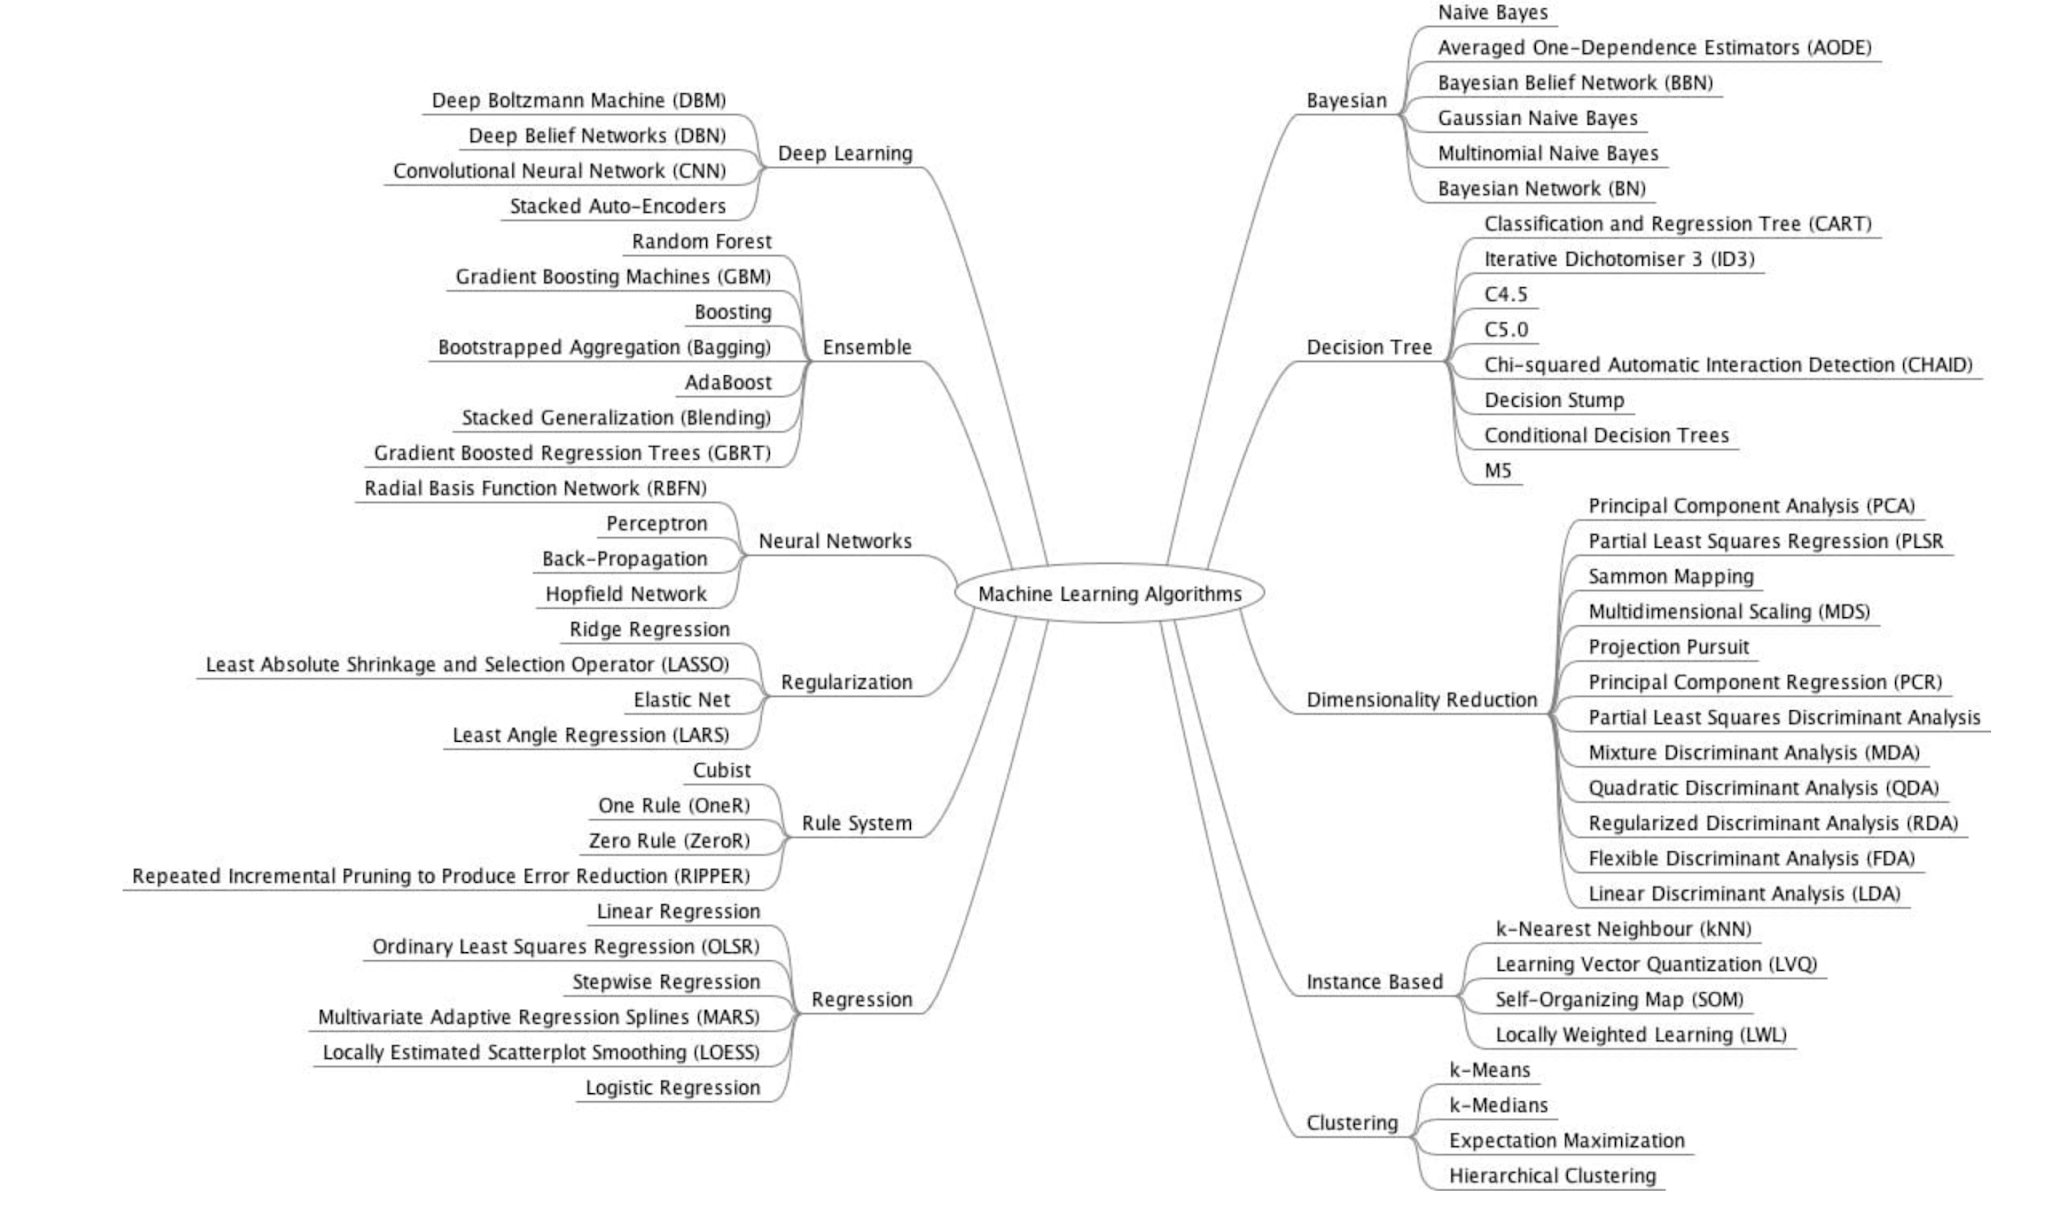 Machine Learning Algorithms
Deep Learning
Deep Boltzmann Machine (DBM)
Deep Belief Networks (DBN)
Convolutional Neural Network (CNN)
Stacked Auto-Encoders
Ensemble
Random Forest
Gradient Boosting Machines (GBM)
Boosting
Bootstrapped Aggregation (Bagging)
AdaBoost
Stacked Generalization (Blending)
Gradient Boosted Regression Trees (GBRT)
Neural Networks
Radial Basis Function Network (RBFN)
Perceptron
Back-Propagation
Hopfield Network
Regularization
Ridge Regression
Least Absolute Shrinkage and Selection Operator (LASSO)
Elastic Net
Least Angle Regression (LARS)
Rule System
Cubist
One Rule (OneR)
Zero Rule (ZeroR)
Repeated Incremental Pruning to Produce Error Reduction (RIPPER)
Regression
Linear Regression
Ordinary Least Squares Regression (OLSR)
Stepwise Regression
Multivariate Adaptive Regression Splines (MARS)
Locally Estimated Scatterplot Smoothing (LOESS)
Logistic Regression
Bayesian
Naive Bayes
Averaged One-Dependence Estimators (AODE)
Bayesian Belief Network (BBN)
Gaussian Naive Bayes
Multinomial Naive Bayes
Bayesian Network (BN)
Decision Tree
Classification and Regression Tree (CART)
Iterative Dichotomiser 3 (ID3)
C4.5
C5.0
Chi-squared Automatic Interaction Detection (CHAID)
Decision Stump
Conditional Decision Trees
M5
Dimensionality Reduction
Principal Component Analysis (PCA)
Partial Least Squares Regression (PLSR
Sammon Mapping
Multidimensional Scaling (MDS)
Projection Pursuit
Principal Component Regression (PCR)
Partial Least Squares Discriminant Analysis
Mixture Discriminant Analysis (MDA)
Quadratic Discriminant Analysis (QDA)
Regularized Discriminant Analysis (RDA)
Flexible Discriminant Analysis (FDA)
Linear Discriminant Analysis (LDA)
Instance Based
k-Nearest Neighbour (kNN)
Learning Vector Quantization (LVQ)
Self-Organizing Map (SOM)
Locally Weighted Learning (LWL)
Clustering
k-Means
k-Medians
Expectation Maximization
Hierarchical Clustering